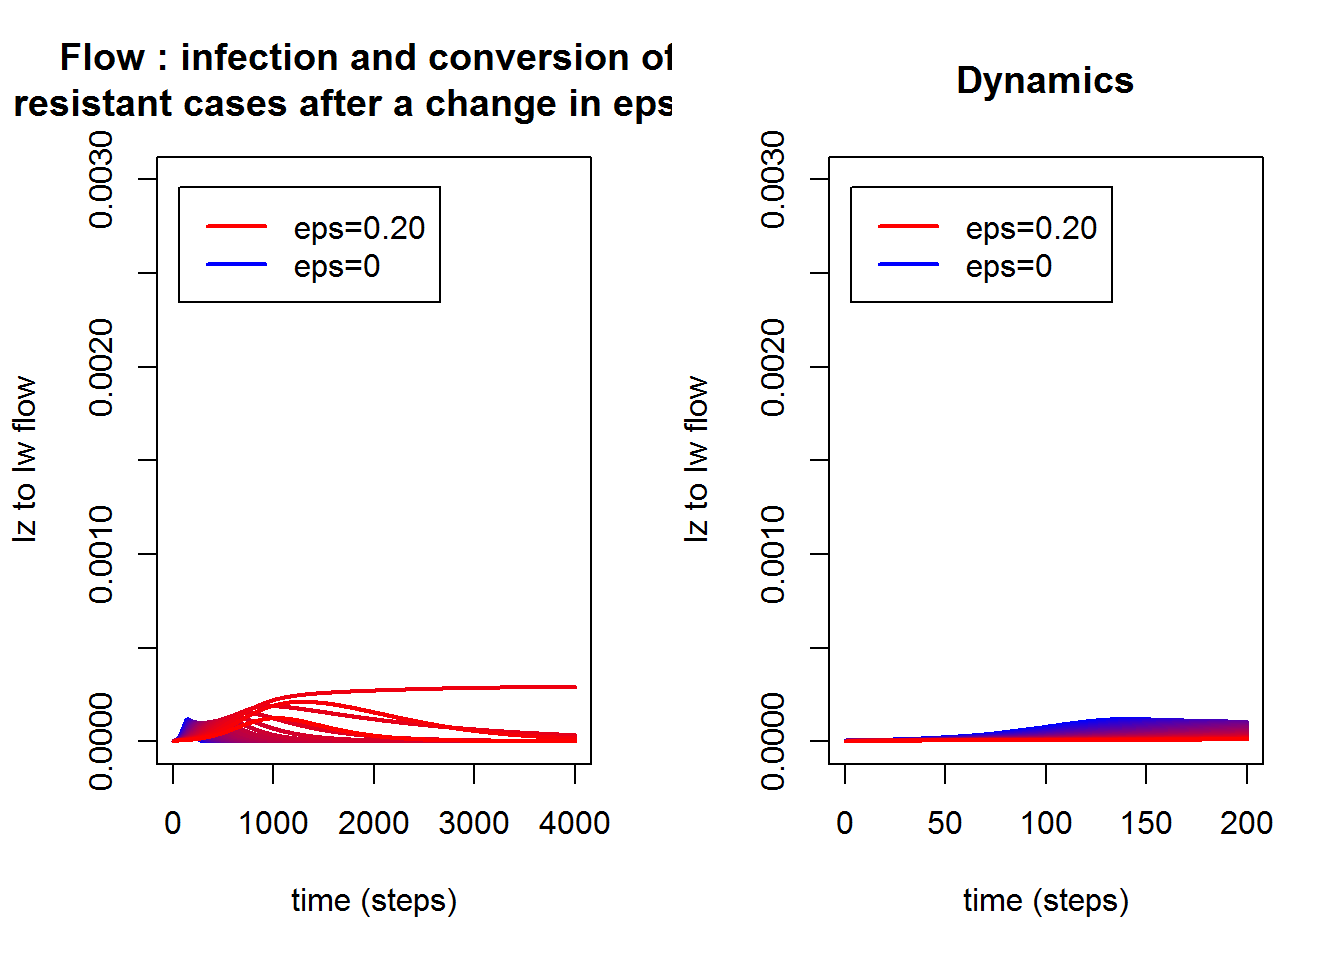 Flow : infection and conversion of
resistant cases after a change in eps
Iz to Iw flow
0.0000 0.0010 0.0020 0.0030
eps=0.20
eps=0
0 1000 2000 3000 4000
time (steps)
Dynamics
Iz to Iw flow
0.0000 0.0010 0.0020 0.0030
eps=0.20
eps=0
0 50 100 150 200
time (steps)